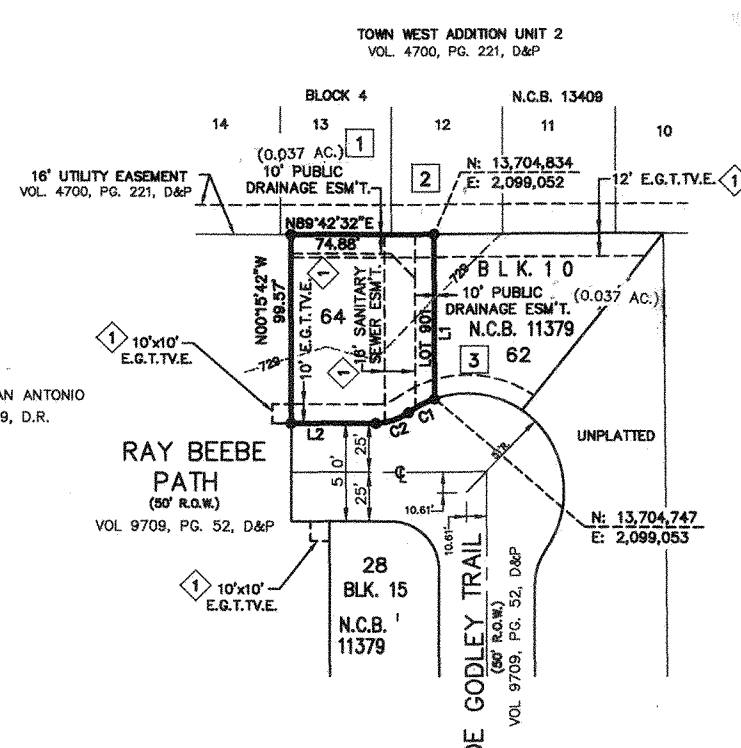 TOWN WEST ADDITION UNIT 2
VOL. 4700, PG. 221, D&P
BLOCK 4
N.C.B. 13409
14
13
12
11
10
1
(0.037 AC.)
10' PUBLIC
DRAINAGE ESM'T.
2
N: 13,704,834
E: 2,099,052
12' E.G.T.TV.E.
1
16' UTILITY EASEMENT
VOL. 4700, PG. 221, D&P
N89°42'32"E
74.88'
N00°15'42"W
99.57'
1
64
10' E.G.T.TV.E.
16' SANITARY
SEWER ESM'T.
1
LOT 901
L1
729
BLK. 10
10' PUBLIC
DRAINAGE ESM'T.
(0.037 AC.)
N.C.B. 11379
3
62
1
10'x10'
E.G.T.TV.E.
729
AN ANTONIO
9, D.R.
L2
C2
C1
RAY BEEBE
PATH
(50' R.O.W.)
VOL 9709, PG. 52, D&P
25'
50'
25'
℄
10.61'
10.61'
UNPLATTED
N: 13,704,747
E: 2,099,053
1
10'x10'
E.G.T.TV.E.
28
BLK. 15
N.C.B.
11379
DE GODLEY TRAIL
(50' R.O.W.)
VOL 9709, PG. 52, D&P